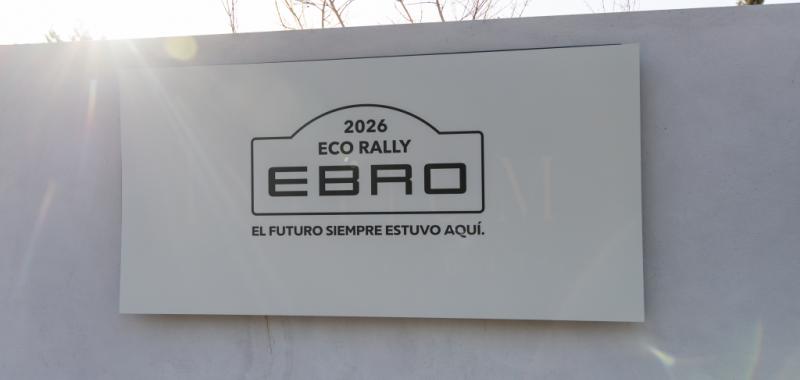 2026
ECO RALLY
EBRO
EL FUTURO SIEMPRE ESTUVO AQUÍ.